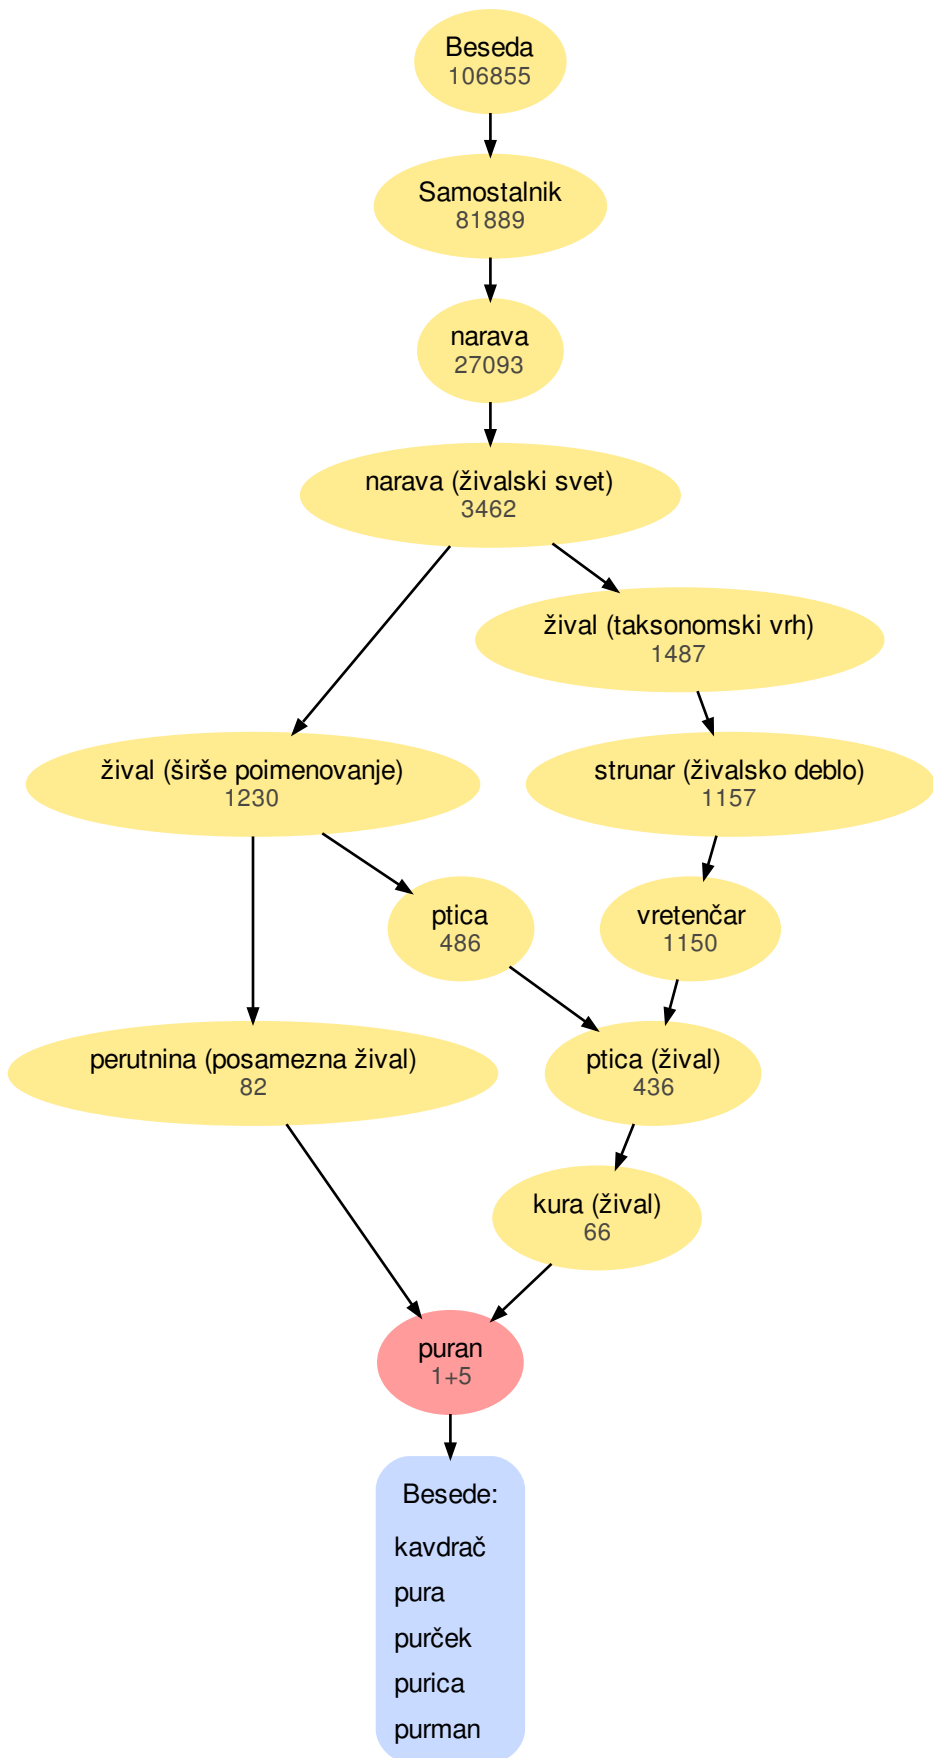 Beseda
106855
Samostalnik
81889
narava
27093
narava (živalski svet)
3462
žival (taksonomski vrh)
1487
žival (širše poimenovanje)
1230
strunar (živalsko deblo)
1157
ptica
486
vretenčar
1150
perutnina (posamezna žival)
82
ptica (žival)
436
kura (žival)
66
puran
1+5
Besede:
kavdrač
pura
purček
purica
purman